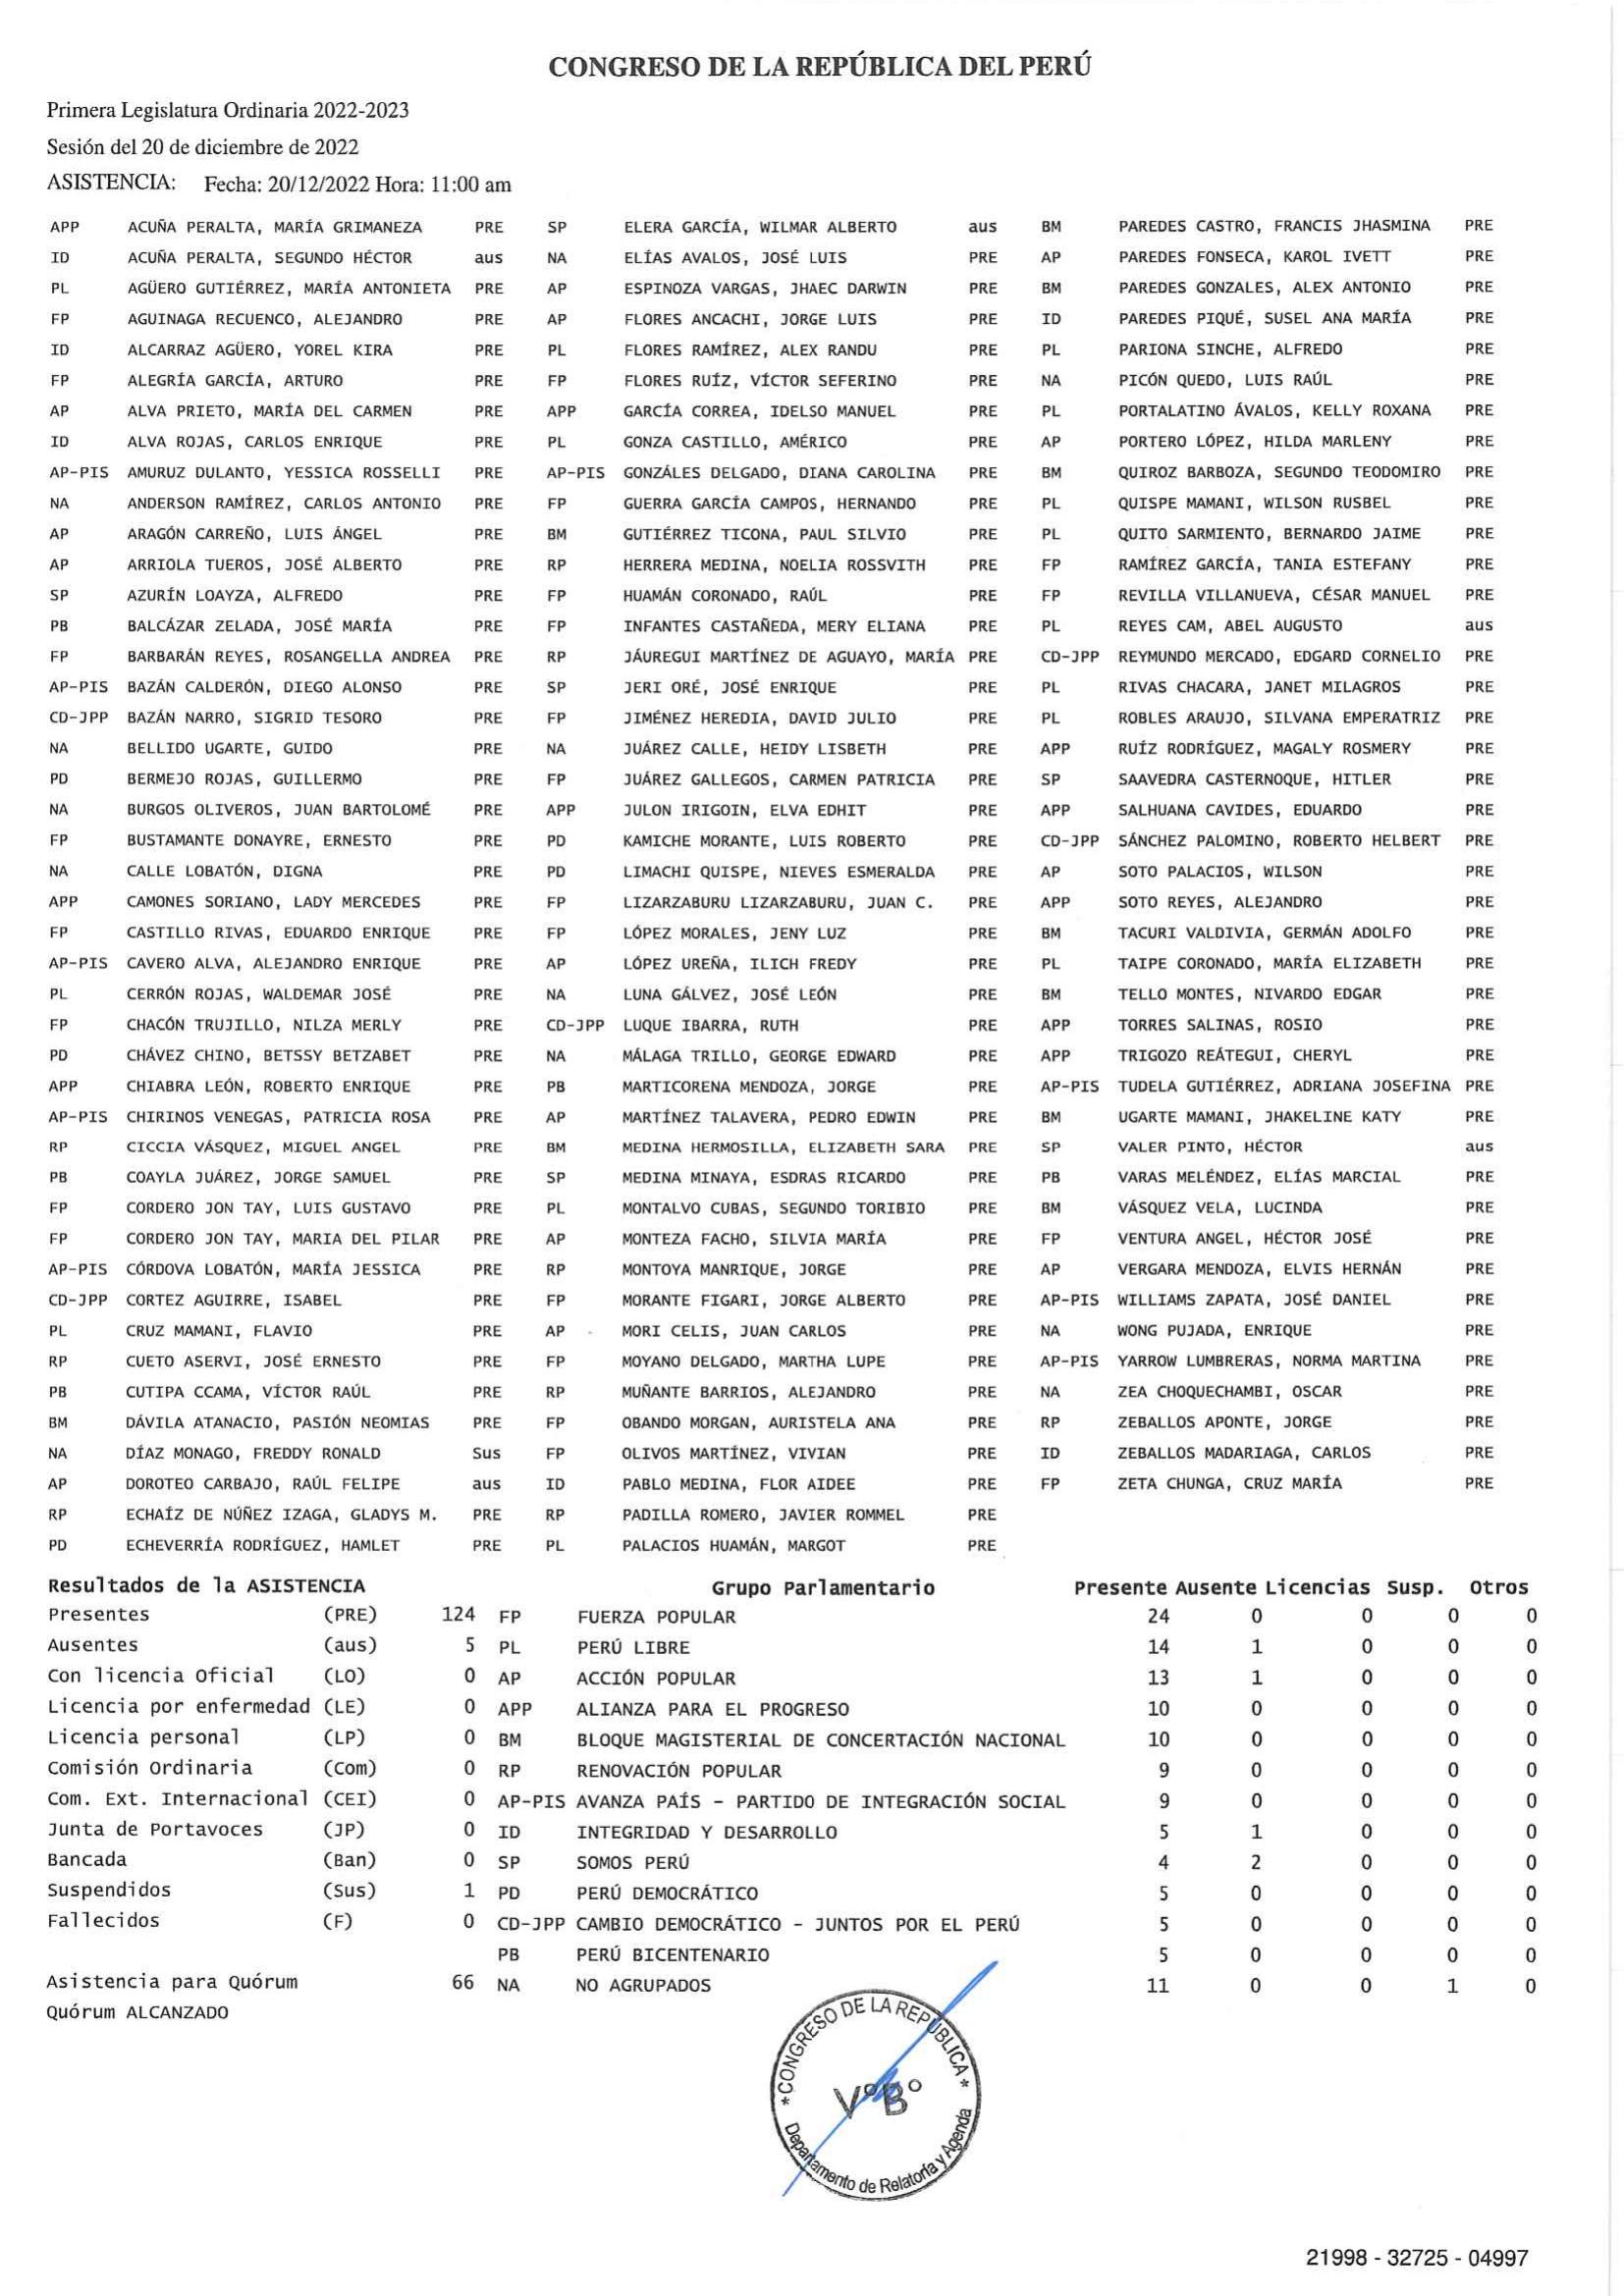 CONGRESO DE LA REPÚBLICA DEL PERÚ
Primera Legislatura Ordinaria 2022-2023
Sesión del 20 de diciembre de 2022
ASISTENCIA: Fecha: 20/12/2022 Hora: 11:00 am
APP ACUÑA PERALTA, MARÍA GRIMANEZA PRE SP ELERA GARCÍA, WILMAR ALBERTO aus BM PAREDES CASTRO, FRANCIS JHASMINA PRE
ID ACUÑA PERALTA, SEGUNDO HÉCTOR aus NA ELÍAS AVALOS, JOSÉ LUIS PRE AP PAREDES FONSECA, KAROL IVETT PRE
PL AGÜERO GUTIÉRREZ, MARÍA ANTONIETA PRE AP ESPINOZA VARGAS, JHAEC DARWIN PRE BM PAREDES GONZALES, ALEX ANTONIO PRE
FP AGUINAGA RECUENCO, ALEJANDRO PRE AP FLORES ANCACHI, JORGE LUIS PRE ID PAREDES PIQUÉ, SUSEL ANA MARÍA PRE
ID ALCARRAZ AGÜERO, YOREL KIRA PRE PL FLORES RAMÍREZ, ALEX RANDU PRE PL PARIONA SINCHE, ALFREDO PRE
FP ALEGRÍA GARCÍA, ARTURO PRE FP FLORES RUÍZ, VÍCTOR SEFERINO PRE NA PICÓN QUEDO, LUIS RAÚL PRE
AP ALVA PRIETO, MARÍA DEL CARMEN PRE APP GARCÍA CORREA, IDELSO MANUEL PRE PL PORTALATINO ÁVALOS, KELLY ROXANA PRE
ID ALVA ROJAS, CARLOS ENRIQUE PRE PL GONZA CASTILLO, AMÉRICO PRE AP PORTERO LÓPEZ, HILDA MARLENY PRE
AP-PIS AMURUZ DULANTO, YESSICA ROSSELLI PRE AP-PIS GONZÁLES DELGADO, DIANA CAROLINA PRE BM QUIROZ BARBOZA, SEGUNDO TEODOMIRO PRE
NA ANDERSON RAMÍREZ, CARLOS ANTONIO PRE FP GUERRA GARCÍA CAMPOS, HERNANDO PRE PL QUISPE MAMANI, WILSON RUSBEL PRE
AP ARAGÓN CARREÑO, LUIS ÁNGEL PRE BM GUTIÉRREZ TICONA, PAUL SILVIO PRE PL QUITO SARMIENTO, BERNARDO JAIME PRE
AP ARRIOLA TUEROS, JOSÉ ALBERTO PRE RP HERRERA MEDINA, NOELIA ROSSVITH PRE FP RAMÍREZ GARCÍA, TANIA ESTEFANY PRE
SP AZURÍN LOAYZA, ALFREDO PRE FP HUAMÁN CORONADO, RAÚL PRE FP REVILLA VILLANUEVA, CÉSAR MANUEL PRE
PB BALCÁZAR ZELADA, JOSÉ MARÍA PRE FP INFANTES CASTAÑEDA, MERY ELIANA PRE PL REYES CAM, ABEL AUGUSTO aus
FP BARBARÁN REYES, ROSANGELLA ANDREA PRE RP JÁUREGUI MARTÍNEZ DE AGUAYO, MARÍA PRE CD-JPP REYMUNDO MERCADO, EDGARD CORNELIO PRE
AP-PIS BAZÁN CALDERÓN, DIEGO ALONSO PRE SP JERI ORÉ, JOSÉ ENRIQUE PRE PL RIVAS CHACARA, JANET MILAGROS PRE
CD-JPP BAZÁN NARRO, SIGRID TESORO PRE FP JIMÉNEZ HEREDIA, DAVID JULIO PRE PL ROBLES ARAUJO, SILVANA EMPERATRIZ PRE
NA BELLIDO UGARTE, GUIDO PRE NA JUÁREZ CALLE, HEIDY LISBETH PRE APP RUÍZ RODRÍGUEZ, MAGALY ROSMERY PRE
PD BERMEJO ROJAS, GUILLERMO PRE FP JUÁREZ GALLEGOS, CARMEN PATRICIA PRE SP SAAVEDRA CASTERNOQUE, HITLER PRE
NA BURGOS OLIVEROS, JUAN BARTOLOMÉ PRE APP JULON IRIGOIN, ELVA EDHIT PRE APP SALHUANA CAVIDES, EDUARDO PRE
FP BUSTAMANTE DONAYRE, ERNESTO PRE PD KAMICHE MORANTE, LUIS ROBERTO PRE CD-JPP SÁNCHEZ PALOMINO, ROBERTO HELBERT PRE
NA CALLE LOBATÓN, DIGNA PRE PD LIMACHI QUISPE, NIEVES ESMERALDA PRE AP SOTO PALACIOS, WILSON PRE
APP CAMONES SORIANO, LADY MERCEDES PRE FP LIZARZABURU LIZARZABURU, JUAN C. PRE APP SOTO REYES, ALEJANDRO PRE
FP CASTILLO RIVAS, EDUARDO ENRIQUE PRE FP LÓPEZ MORALES, JENY LUZ PRE BM TACURI VALDIVIA, GERMÁN ADOLFO PRE
AP-PIS CAVERO ALVA, ALEJANDRO ENRIQUE PRE AP LÓPEZ UREÑA, ILICH FREDY PRE PL TAIPE CORONADO, MARÍA ELIZABETH PRE
PL CERRÓN ROJAS, WALDEMAR JOSÉ PRE NA LUNA GÁLVEZ, JOSÉ LEÓN PRE BM TELLO MONTES, NIVARDO EDGAR PRE
FP CHACÓN TRUJILLO, NILZA MERLY PRE CD-JPP LUQUE IBARRA, RUTH PRE APP TORRES SALINAS, ROSIO PRE
PD CHÁVEZ CHINO, BETSSY BETZABET PRE NA MÁLAGA TRILLO, GEORGE EDWARD PRE APP TRIGOZO REÁTEGUI, CHERYL PRE
APP CHIABRA LEÓN, ROBERTO ENRIQUE PRE PB MARTICORENA MENDOZA, JORGE PRE AP-PIS TUDELA GUTIÉRREZ, ADRIANA JOSEFINA PRE
AP-PIS CHIRINOS VENEGAS, PATRICIA ROSA PRE AP MARTÍNEZ TALAVERA, PEDRO EDWIN PRE BM UGARTE MAMANI, JHAKELINE KATY PRE
RP CICCIA VÁSQUEZ, MIGUEL ANGEL PRE BM MEDINA HERMOSILLA, ELIZABETH SARA PRE SP VALER PINTO, HÉCTOR aus
PB COAYLA JUÁREZ, JORGE SAMUEL PRE SP MEDINA MINAYA, ESDRAS RICARDO PRE PB VARAS MELÉNDEZ, ELÍAS MARCIAL PRE
FP CORDERO JON TAY, LUIS GUSTAVO PRE PL MONTALVO CUBAS, SEGUNDO TORIBIO PRE BM VÁSQUEZ VELA, LUCINDA PRE
FP CORDERO JON TAY, MARIA DEL PILAR PRE AP MONTEZA FACHO, SILVIA MARÍA PRE FP VENTURA ANGEL, HÉCTOR JOSÉ PRE
AP-PIS CÓRDOVA LOBATÓN, MARÍA JESSICA PRE RP MONTOYA MANRIQUE, JORGE PRE AP VERGARA MENDOZA, ELVIS HERNÁN PRE
CD-JPP CORTEZ AGUIRRE, ISABEL PRE FP MORANTE FIGARI, JORGE ALBERTO PRE AP-PIS WILLIAMS ZAPATA, JOSÉ DANIEL PRE
PL CRUZ MAMANI, FLAVIO PRE AP MORI CELIS, JUAN CARLOS PRE NA WONG PUJADA, ENRIQUE PRE
RP CUETO ASERVI, JOSÉ ERNESTO PRE FP MOYANO DELGADO, MARTHA LUPE PRE AP-PIS YARROW LUMBRERAS, NORMA MARTINA PRE
PB CUTIPA CCAMA, VÍCTOR RAÚL PRE RP MUÑANTE BARRIOS, ALEJANDRO PRE NA ZEA CHOQUECHAMBI, OSCAR PRE
BM DÁVILA ATANACIO, PASIÓN NEOMIAS PRE FP OBANDO MORGAN, AURISTELA ANA PRE RP ZEBALLOS APONTE, JORGE PRE
NA DÍAZ MONAGO, FREDDY RONALD Sus FP OLIVOS MARTÍNEZ, VIVIAN PRE ID ZEBALLOS MADARIAGA, CARLOS PRE
AP DOROTEO CARBAJO, RAÚL FELIPE aus ID PABLO MEDINA, FLOR AIDEE PRE FP ZETA CHUNGA, CRUZ MARÍA PRE
RP ECHAÍZ DE NÚÑEZ IZAGA, GLADYS M. PRE RP PADILLA ROMERO, JAVIER ROMMEL PRE
PD ECHEVERRÍA RODRÍGUEZ, HAMLET PRE PL PALACIOS HUAMÁN, MARGOT PRE
Resultados de la ASISTENCIA Grupo Parlamentario Presente Ausente Licencias Susp. Otros
Presentes (PRE) 124 FP FUERZA POPULAR 24 0 0 0 0
Ausentes (aus) 5 PL PERÚ LIBRE 14 1 0 0 0
Con licencia Oficial (LO) 0 AP ACCIÓN POPULAR 13 1 0 0 0
Licencia por enfermedad (LE) 0 APP ALIANZA PARA EL PROGRESO 10 0 0 0 0
Licencia personal (LP) 0 BM BLOQUE MAGISTERIAL DE CONCERTACIÓN NACIONAL 10 0 0 0 0
Comisión Ordinaria (Com) 0 RP RENOVACIÓN POPULAR 9 0 0 0 0
Com. Ext. Internacional (CEI) 0 AP-PIS AVANZA PAÍS - PARTIDO DE INTEGRACIÓN SOCIAL 9 0 0 0 0
Junta de Portavoces (JP) 0 ID INTEGRIDAD Y DESARROLLO 5 1 0 0 0
Bancada (Ban) 0 SP SOMOS PERÚ 4 2 0 0 0
Suspendidos (Sus) 1 PD PERÚ DEMOCRÁTICO 5 0 0 0 0
Fallecidos (F) 0 CD-JPP CAMBIO DEMOCRÁTICO - JUNTOS POR EL PERÚ 5 0 0 0 0
PB PERÚ BICENTENARIO 5 0 0 0 0
Asistencia para Quórum 66 NA NO AGRUPADOS 11 0 0 1 0
Quórum ALCANZADO
* CONGRESO DE LA REPÚBLICA *
V°B°
Departamento de Relatoría y Agenda
21998 - 32725 - 04997